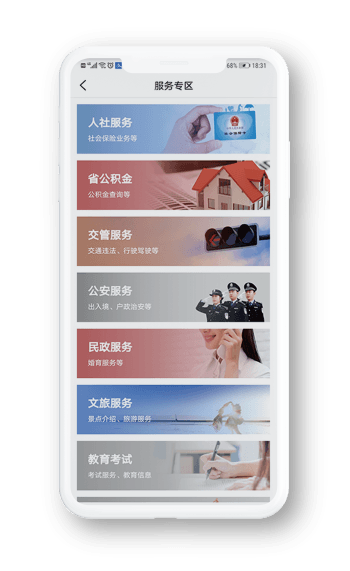 68% 18:31
服务专区
人社服务
社会保险业务等
省公积金
公积金查询等
交管服务
交通违法、行驶驾驶等
公安服务
出入境、户政治安等
民政服务
婚育服务等
文旅服务
景点介绍、旅游服务
教育考试
考试服务、教育信息